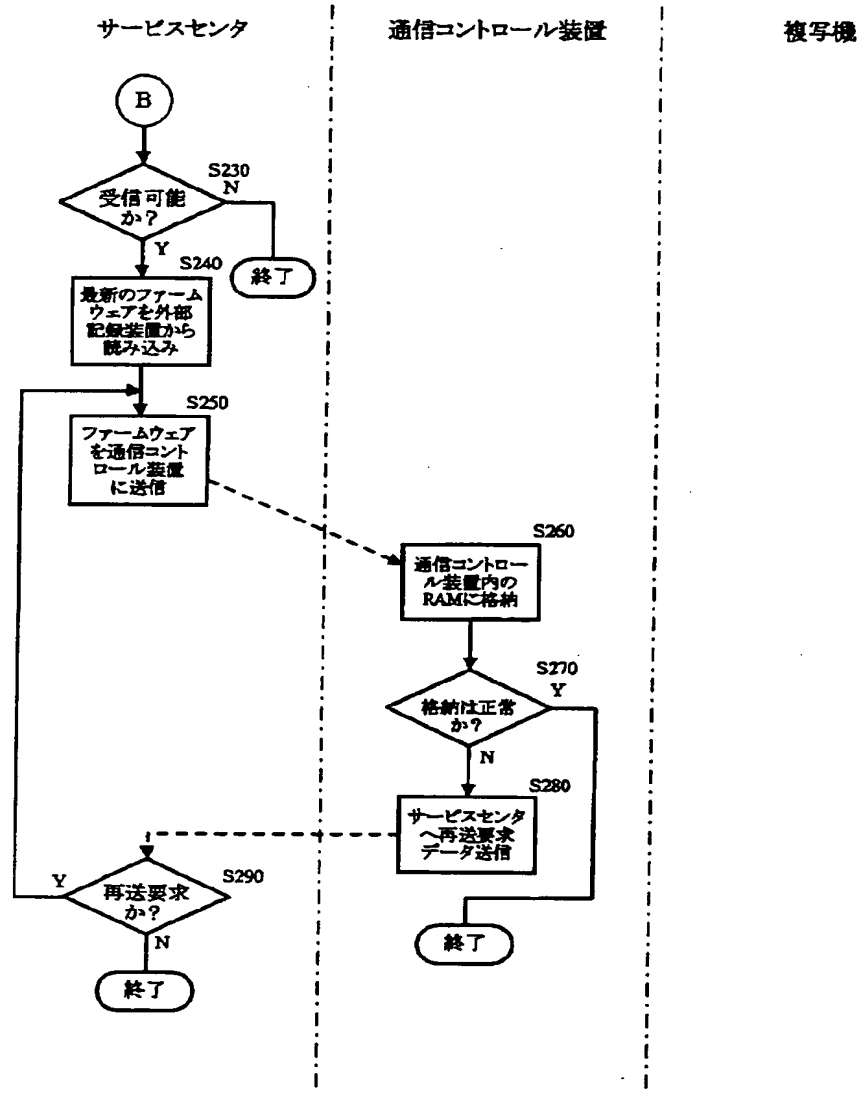 サービスセンタ
通信コントロール装置
複写機
B
S230
N
受信可能
か？
Y
終了
S240
最新のファーム
ウェアを外部
記録装置から
読み込み
S250
ファームウェア
を通信コント
ロール装置
に送信
S260
通信コントロー
ル装置内の
RAMに格納
S270
Y
格納は正常
か？
N
S280
サービスセンタ
へ再送要求
データ送信
Y
S290
再送要求
か？
N
終了
終了